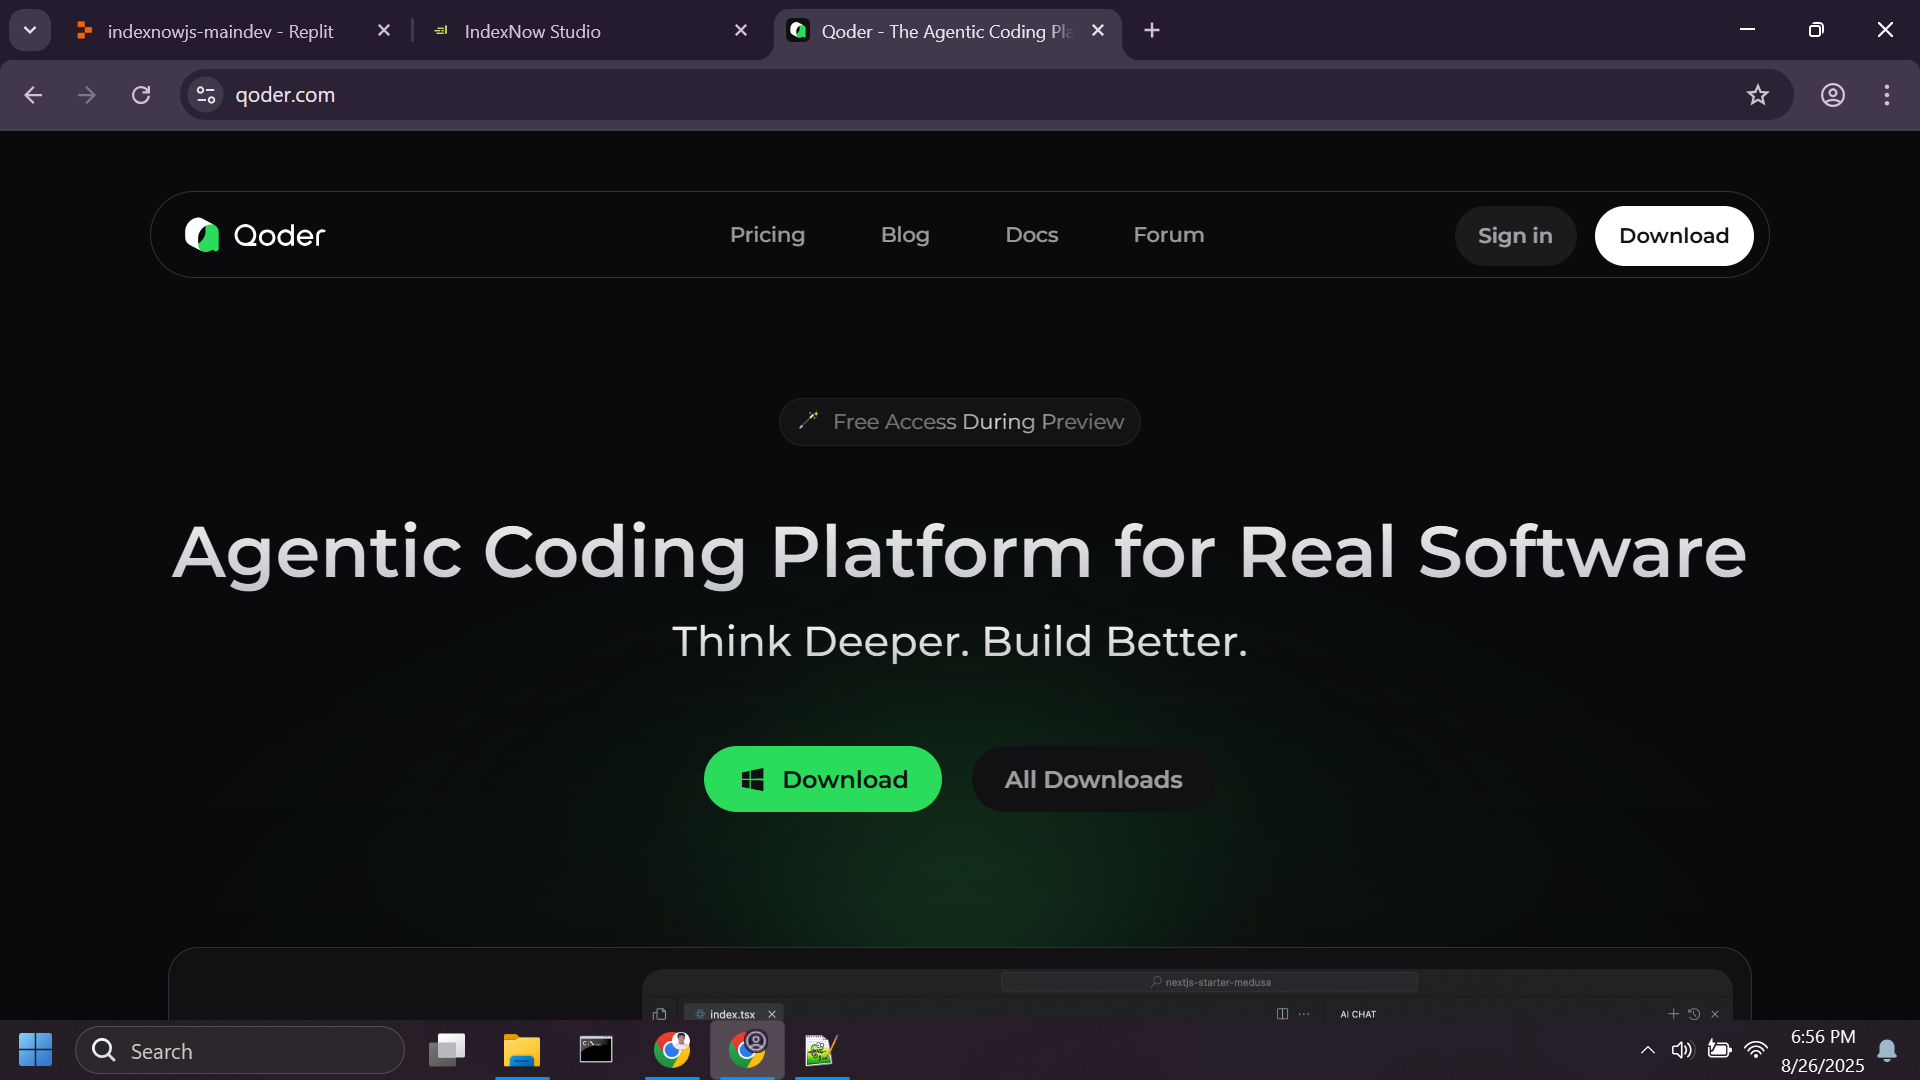 indexnowjs-maindev - Replit
IndexNow Studio
Qoder - The Agentic Coding Pla
qoder.com
Qoder
Pricing
Blog
Docs
Forum
Sign in
Download
Free Access During Preview
Agentic Coding Platform for Real Software
Think Deeper. Build Better.
Download
All Downloads
nextjs-starter-medusa
index.tsx
AI CHAT
Search
6:56 PM
8/26/2025